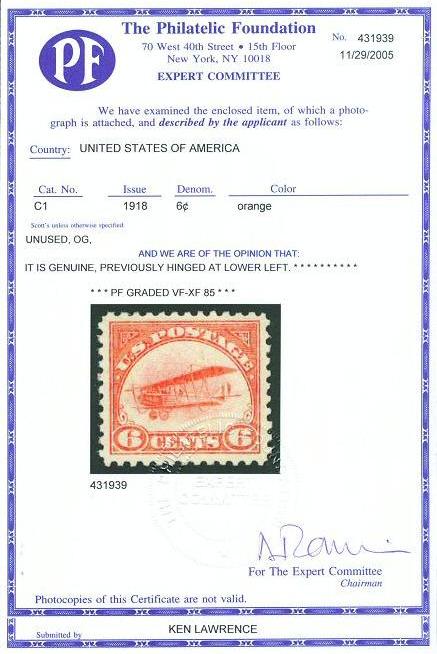 PF
The Philatelic Foundation
70 West 40th Street • 15th Floor
New York, NY 10018
EXPERT COMMITTEE
No. 431939
11/29/2005
We have examined the enclosed item, of which a photo-
graph is attached, and described by the applicant as follows:
Country: UNITED STATES OF AMERICA
Cat. No. Issue Denom. Color
C1 1918 6¢ orange
Scott's unless otherwise specified
UNUSED, OG,
AND WE ARE OF THE OPINION THAT:
IT IS GENUINE, PREVIOUSLY HINGED AT LOWER LEFT. * * * * * * * * * *
* * * PF GRADED VF-XF 85 * * *
U.S POSTAGE
6 CENTS 6
431939
For The Expert Committee
Chairman
Photocopies of this Certificate are not valid.
Submitted by KEN LAWRENCE